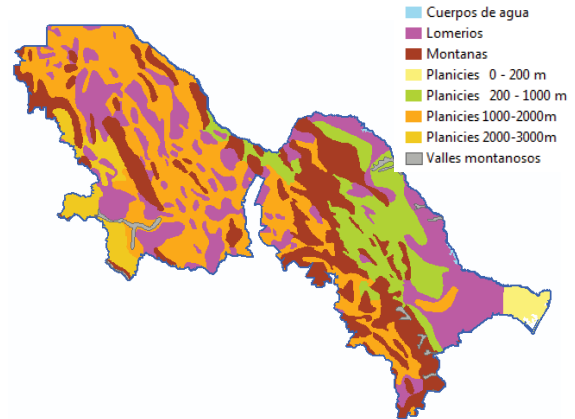 Cuerpos de agua
Lomerios
Montanas
Planicies 0 - 200 m
Planicies 200 - 1000 m
Planicies 1000-2000m
Planicies 2000-3000m
Valles montanosos